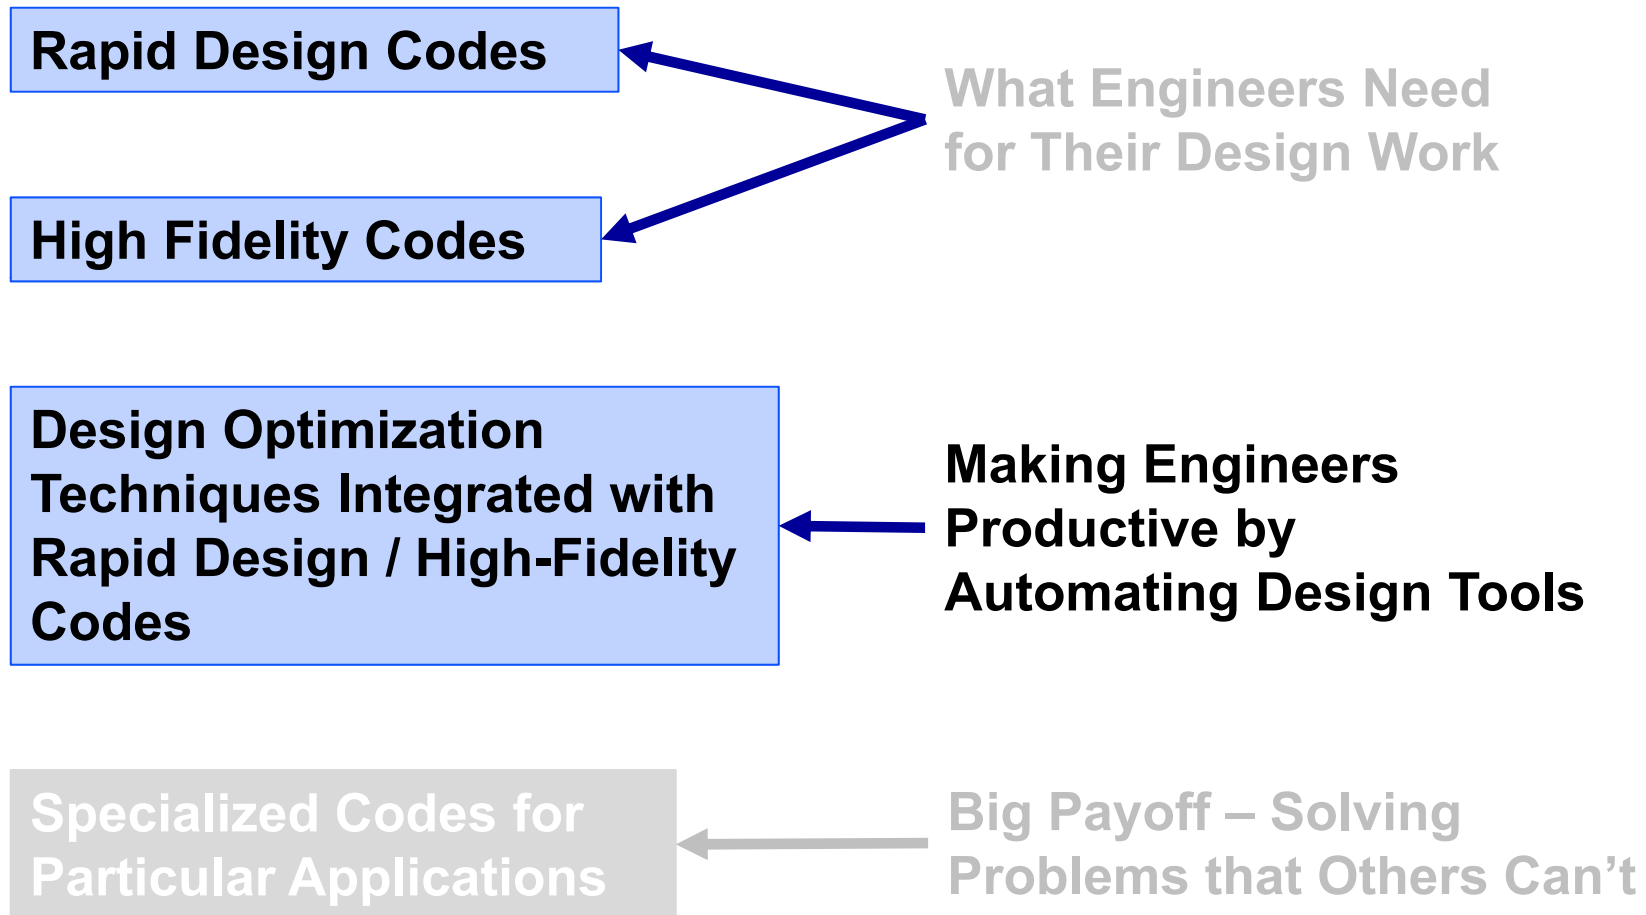 Rapid Design Codes
What Engineers Need
for Their Design Work
High Fidelity Codes
Design Optimization
Techniques Integrated with
Rapid Design / High-Fidelity
Codes
Making Engineers
Productive by
Automating Design Tools
Specialized Codes for
Particular Applications
Big Payoff – Solving
Problems that Others Can’t